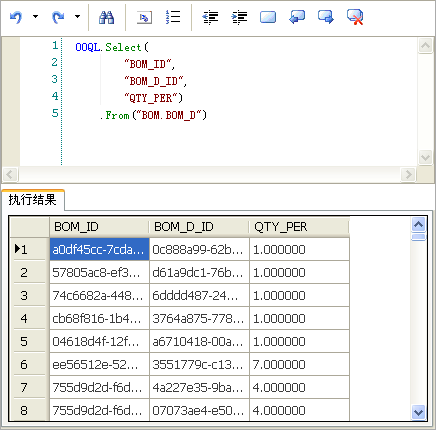 1 OOQL.Select(
2 "BOM_ID",
3 "BOM_D_ID",
4 "QTY_PER")
5 .From("BOM.BOM_D")
执行结果
BOM_ID BOM_D_ID QTY_PER
1 a0df45cc-7cda... 0c888a99-62b... 1.000000
2 57805ac8-ef3... d61a9dc1-76b... 1.000000
3 74c6682a-448... 6dddd487-24... 1.000000
4 cb68f816-1b4... 3764a875-778... 1.000000
5 04618d4f-12f... a6710418-00a... 1.000000
6 ee56512e-52... 3551779c-c13... 7.000000
7 755d9d2d-f6d... 4a227e35-9ba... 4.000000
8 755d9d2d-f6d... 07073ae4-e50... 4.000000